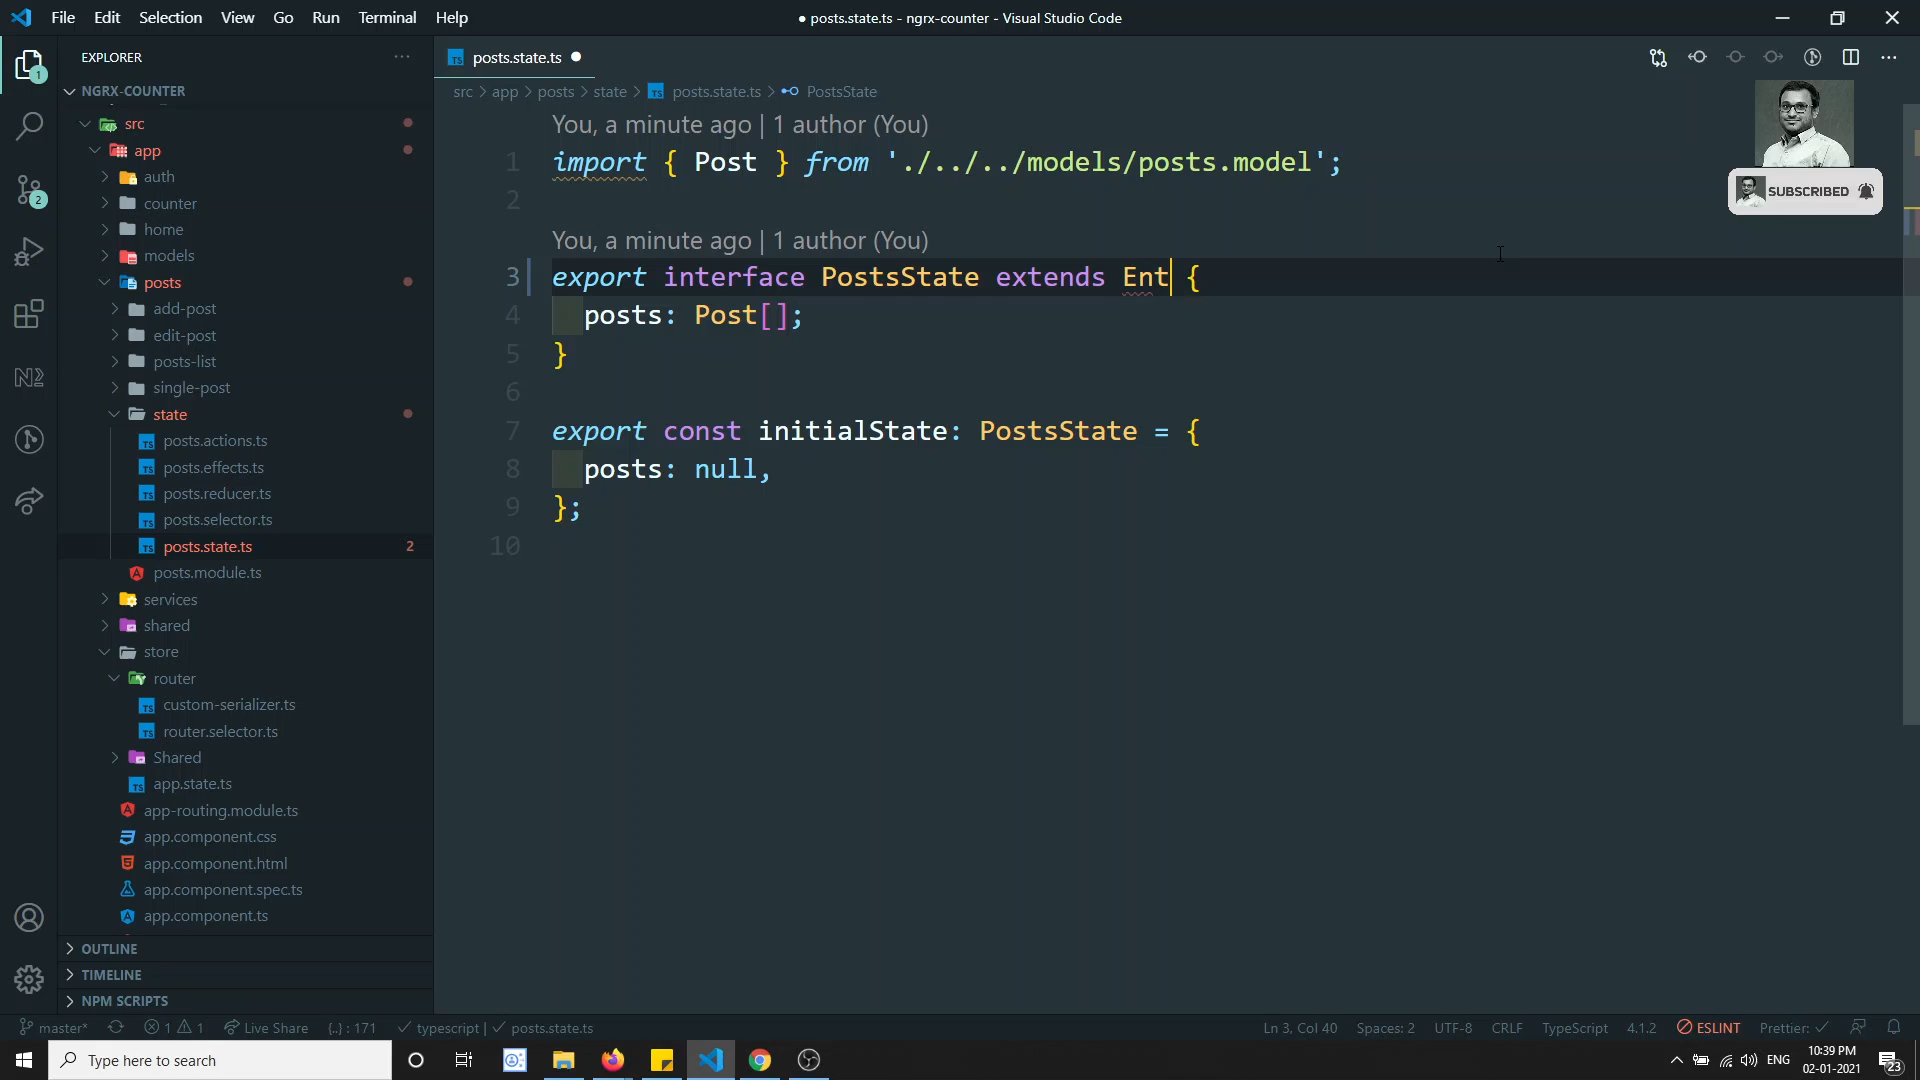 File Edit Selection View Go Run Terminal Help
● posts.state.ts - ngrx-counter - Visual Studio Code
EXPLORER
NGRX-COUNTER
src
app
auth
counter
home
models
posts
add-post
edit-post
posts-list
single-post
state
posts.actions.ts
posts.effects.ts
posts.reducer.ts
posts.selector.ts
posts.state.ts 2
posts.module.ts
services
shared
store
router
custom-serializer.ts
router.selector.ts
Shared
app.state.ts
app-routing.module.ts
app.component.css
app.component.html
app.component.spec.ts
app.component.ts
OUTLINE
TIMELINE
NPM SCRIPTS
1
2
posts.state.ts
src > app > posts > state > posts.state.ts > PostsState
You, a minute ago | 1 author (You)
1 import { Post } from './../../models/posts.model';
2
You, a minute ago | 1 author (You)
3 export interface PostsState extends Ent {
4 posts: Post[];
5 }
6
7 export const initialState: PostsState = {
8 posts: null,
9 };
10
SUBSCRIBED
master* 1 1 Live Share {..} : 171 typescript | posts.state.ts
Ln 3, Col 40 Spaces: 2 UTF-8 CRLF TypeScript 4.1.2 ESLINT Prettier:
Type here to search
ENG
10:39 PM
02-01-2021
23